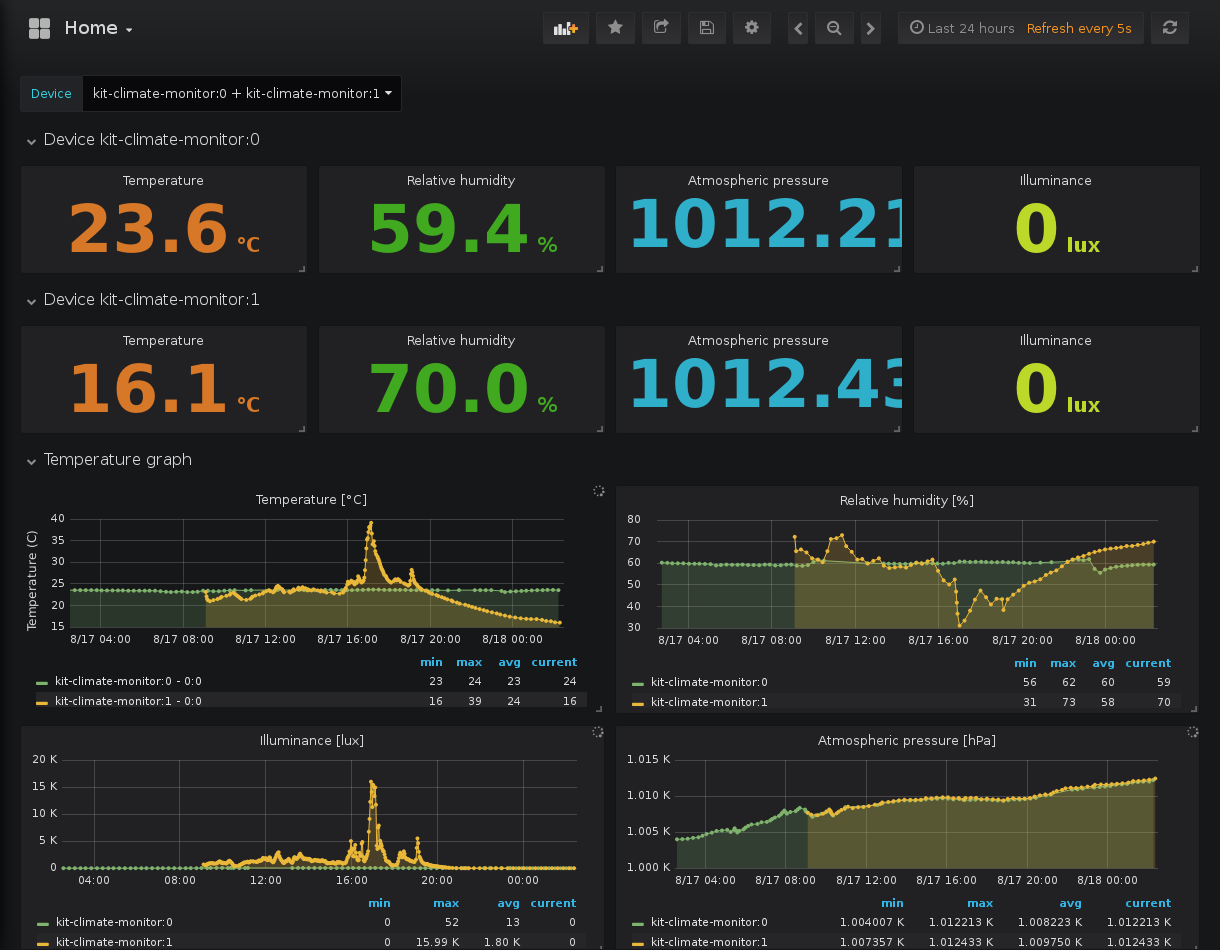 Home
Last 24 hours Refresh every 5s
Device kit-climate-monitor:0 + kit-climate-monitor:1
Device kit-climate-monitor:0
Temperature Relative humidity Atmospheric pressure Illuminance
23.6 °C 59.4 % 1012.21 0 lux
Device kit-climate-monitor:1
Temperature Relative humidity Atmospheric pressure Illuminance
16.1 °C 70.0 % 1012.43 0 lux
Temperature graph
Temperature [°C]
Temperature (C)
40
35
30
25
20
15
8/17 04:00 8/17 08:00 8/17 12:00 8/17 16:00 8/17 20:00 8/18 00:00
min max avg current
kit-climate-monitor:0 - 0:0 23 24 23 24
kit-climate-monitor:1 - 0:0 16 39 24 16
Relative humidity [%]
80
70
60
50
40
30
8/17 04:00 8/17 08:00 8/17 12:00 8/17 16:00 8/17 20:00 8/18 00:00
min max avg current
kit-climate-monitor:0 56 62 60 59
kit-climate-monitor:1 31 73 58 70
Illuminance [lux]
20 K
15 K
10 K
5 K
0
04:00 08:00 12:00 16:00 20:00 00:00
min max avg current
kit-climate-monitor:0 0 52 13 0
kit-climate-monitor:1 0 15.99 K 1.80 K 0
Atmospheric pressure [hPa]
1.015 K
1.010 K
1.005 K
1.000 K
8/17 04:00 8/17 08:00 8/17 12:00 8/17 16:00 8/17 20:00 8/18 00:00
min max avg current
kit-climate-monitor:0 1.004007 K 1.012213 K 1.008223 K 1.012213 K
kit-climate-monitor:1 1.007357 K 1.012433 K 1.009750 K 1.012433 K